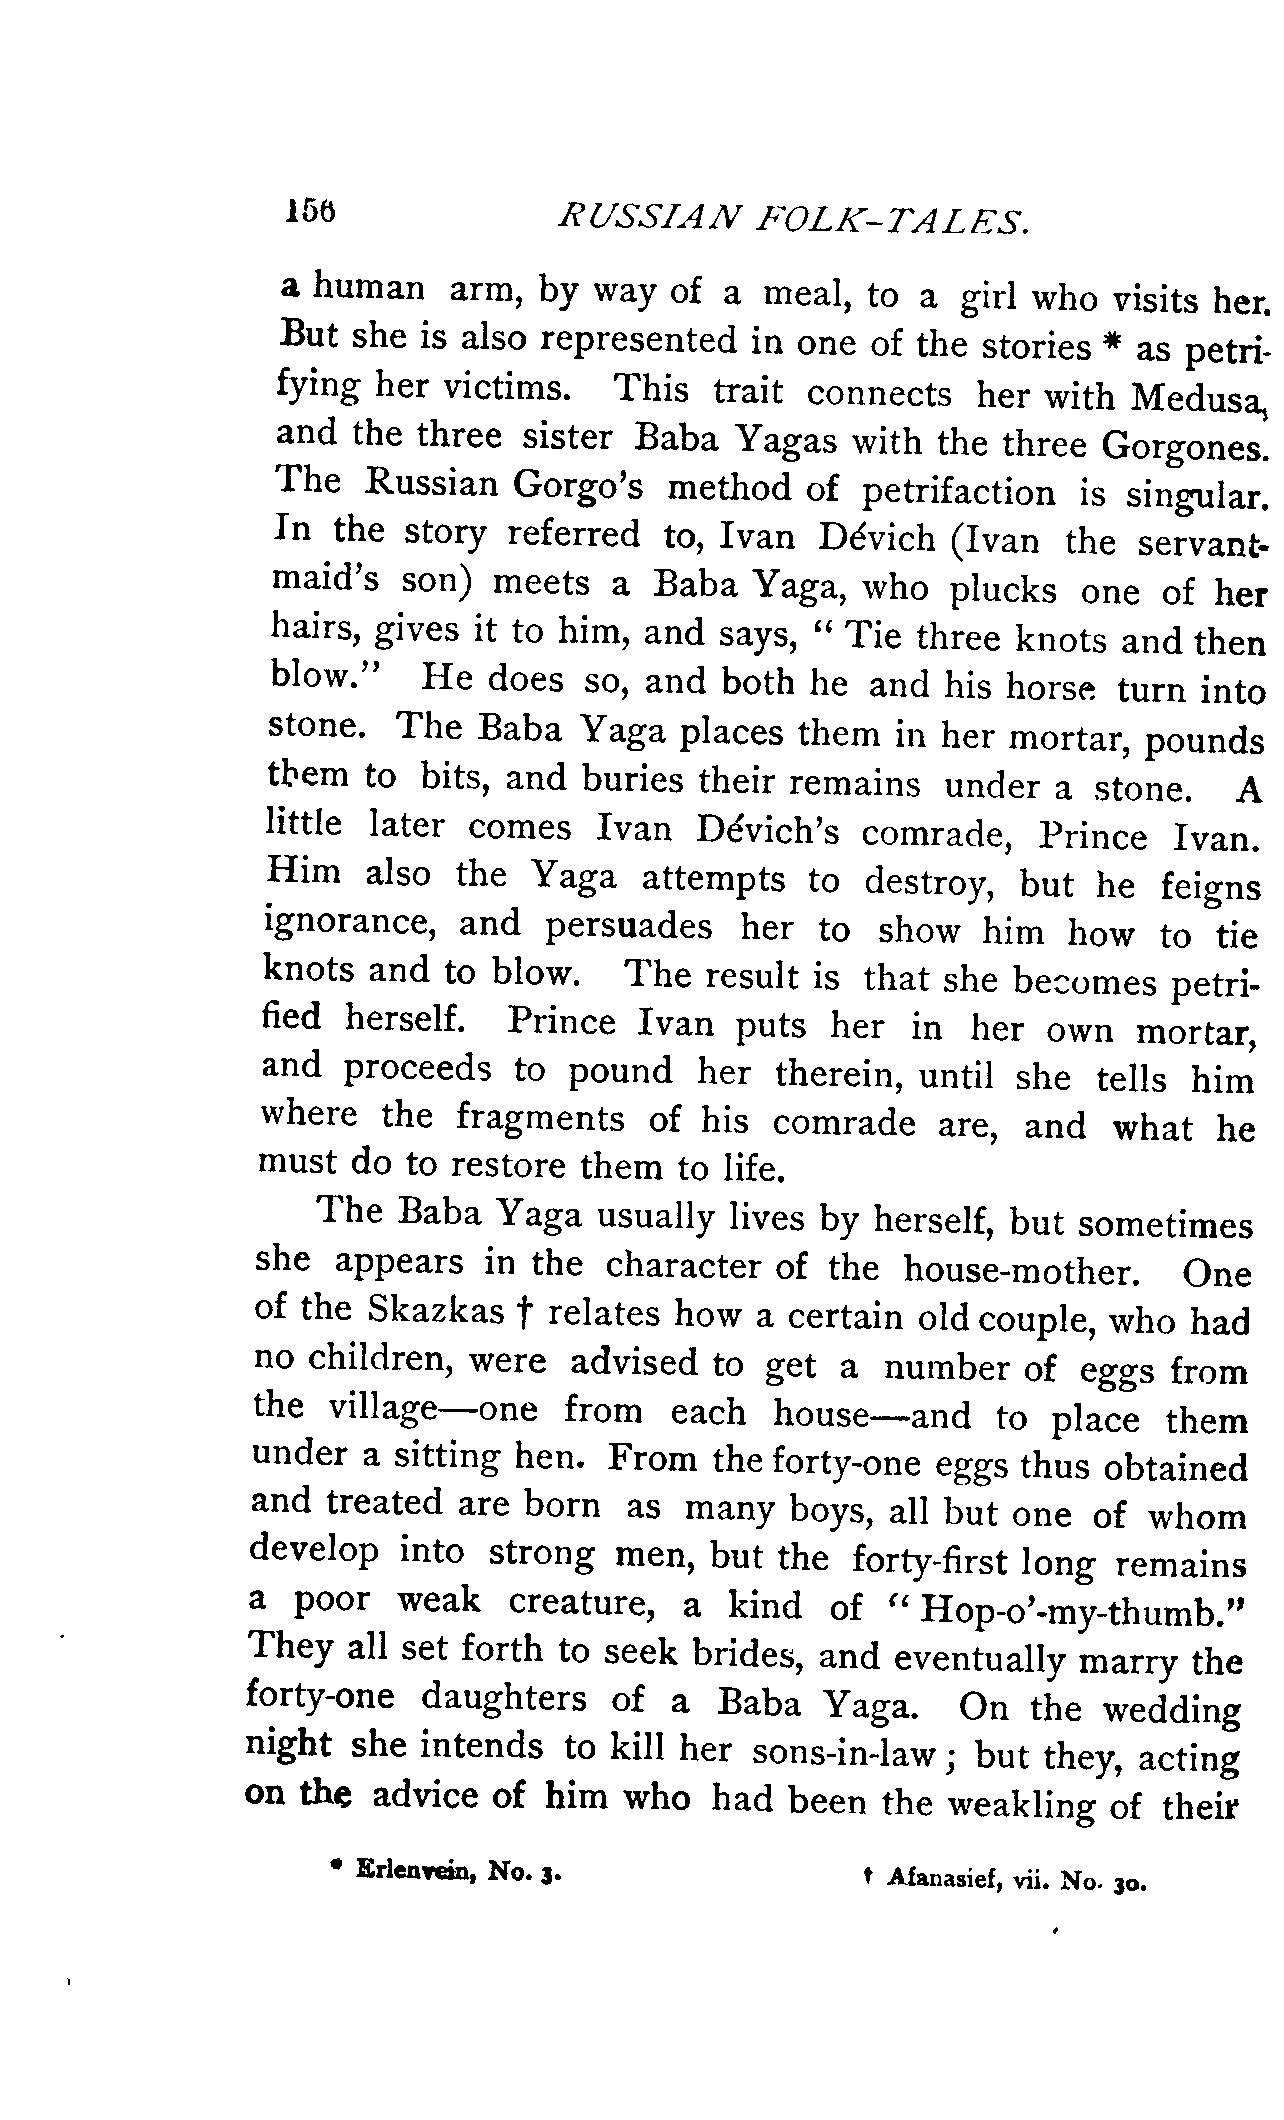 156 RUSSIAN FOLK-TALES.
a human arm, by way of a meal, to a girl who visits her.
But she is also represented in one of the stories * as petri-
fying her victims. This trait connects her with Medusa,
and the three sister Baba Yagas with the three Gorgones.
The Russian Gorgo's method of petrifaction is singular.
In the story referred to, Ivan Dévich (Ivan the servant-
maid's son) meets a Baba Yaga, who plucks one of her
hairs, gives it to him, and says, “ Tie three knots and then
blow.” He does so, and both he and his horse turn into
stone. The Baba Yaga places them in her mortar, pounds
them to bits, and buries their remains under a stone. A
little later comes Ivan Dévich's comrade, Prince Ivan.
Him also the Yaga attempts to destroy, but he feigns
ignorance, and persuades her to show him how to tie
knots and to blow. The result is that she becomes petri-
fied herself. Prince Ivan puts her in her own mortar,
and proceeds to pound her therein, until she tells him
where the fragments of his comrade are, and what he
must do to restore them to life.
The Baba Yaga usually lives by herself, but sometimes
she appears in the character of the house-mother. One
of the Skazkas † relates how a certain old couple, who had
no children, were advised to get a number of eggs from
the village—one from each house—and to place them
under a sitting hen. From the forty-one eggs thus obtained
and treated are born as many boys, all but one of whom
develop into strong men, but the forty-first long remains
a poor weak creature, a kind of “ Hop-o'-my-thumb.”
They all set forth to seek brides, and eventually marry the
forty-one daughters of a Baba Yaga. On the wedding
night she intends to kill her sons-in-law ; but they, acting
on the advice of him who had been the weakling of their
* Erlenvein, No. 3. † Afanasief, vii. No. 30.